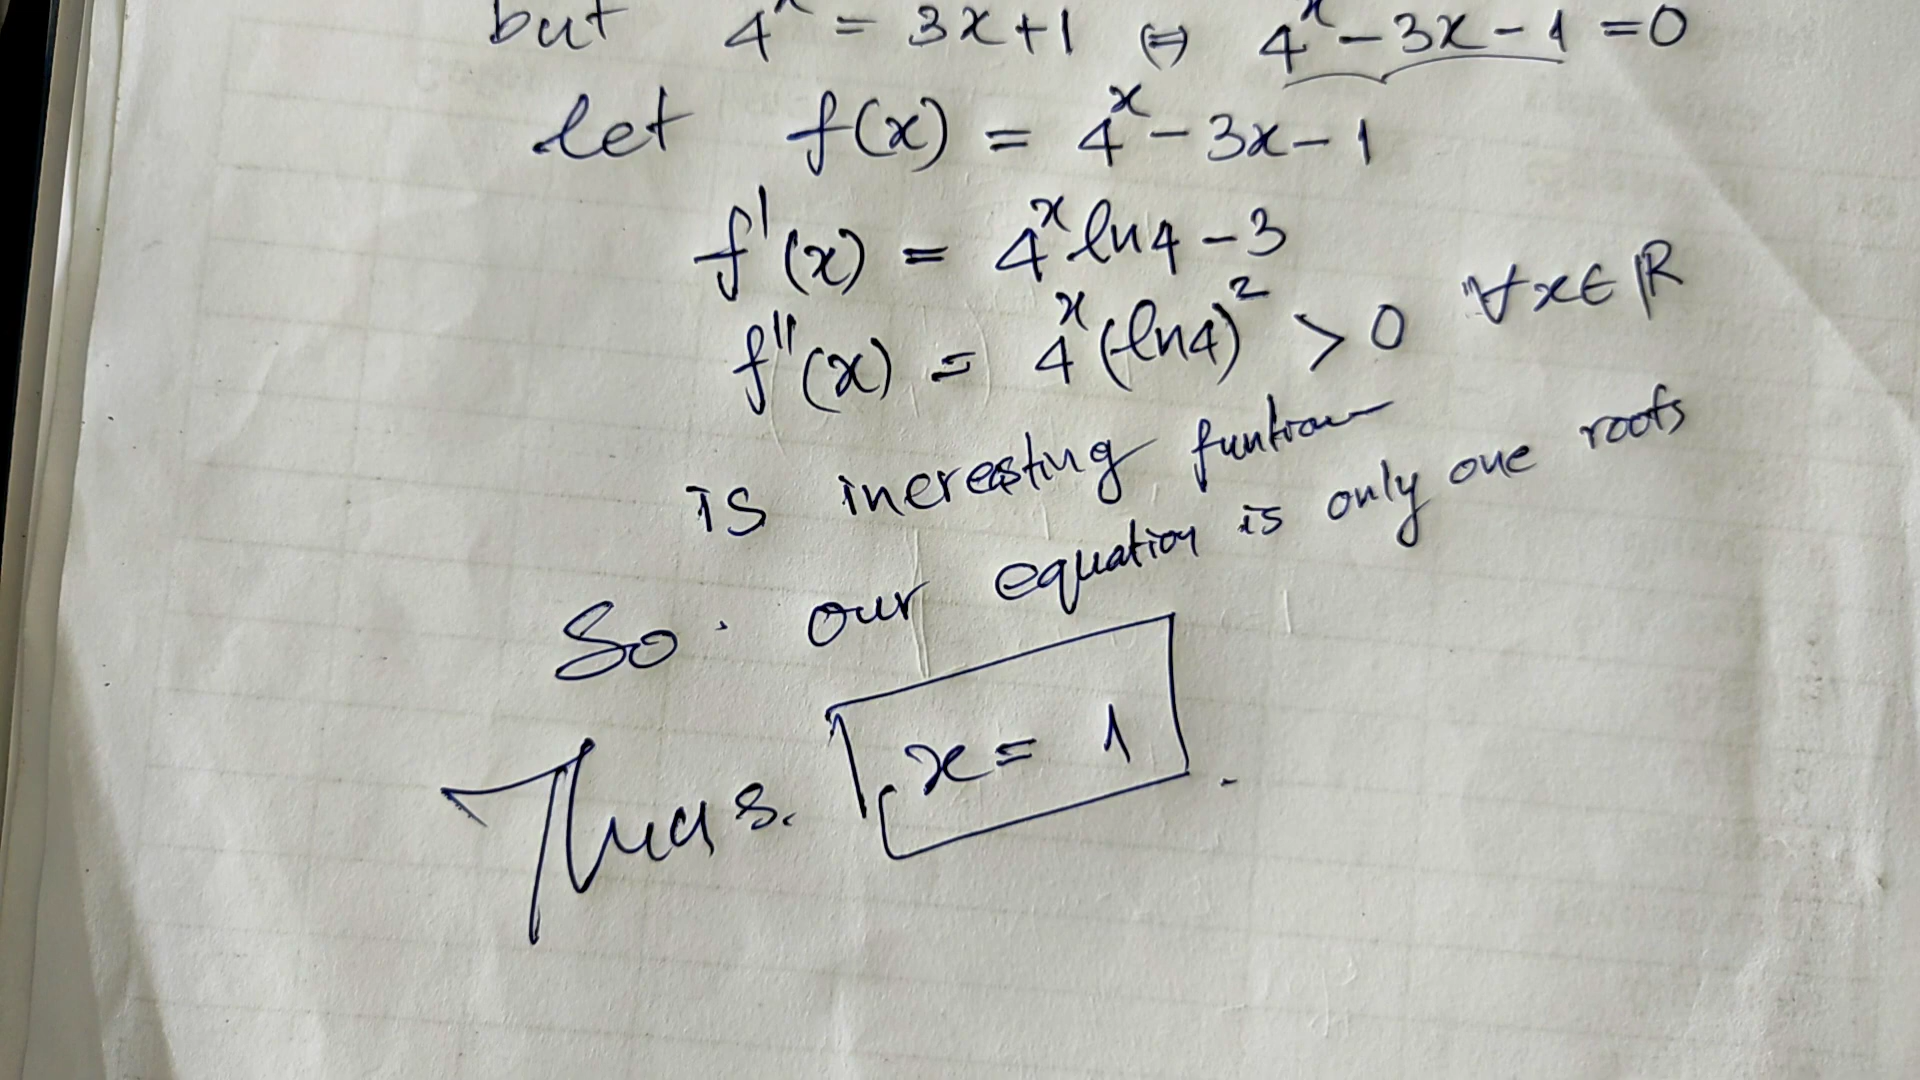 but 4^x = 3x+1 ⇔ 4^x-3x-1=0
let f(x) = 4^x-3x-1
f'(x) = 4^x ln4-3
f''(x) = 4^x(ln4)^2 > 0 ∀x∈ℝ
is incresting funtion
So. our equation is only one roots
Thus. x = 1 .